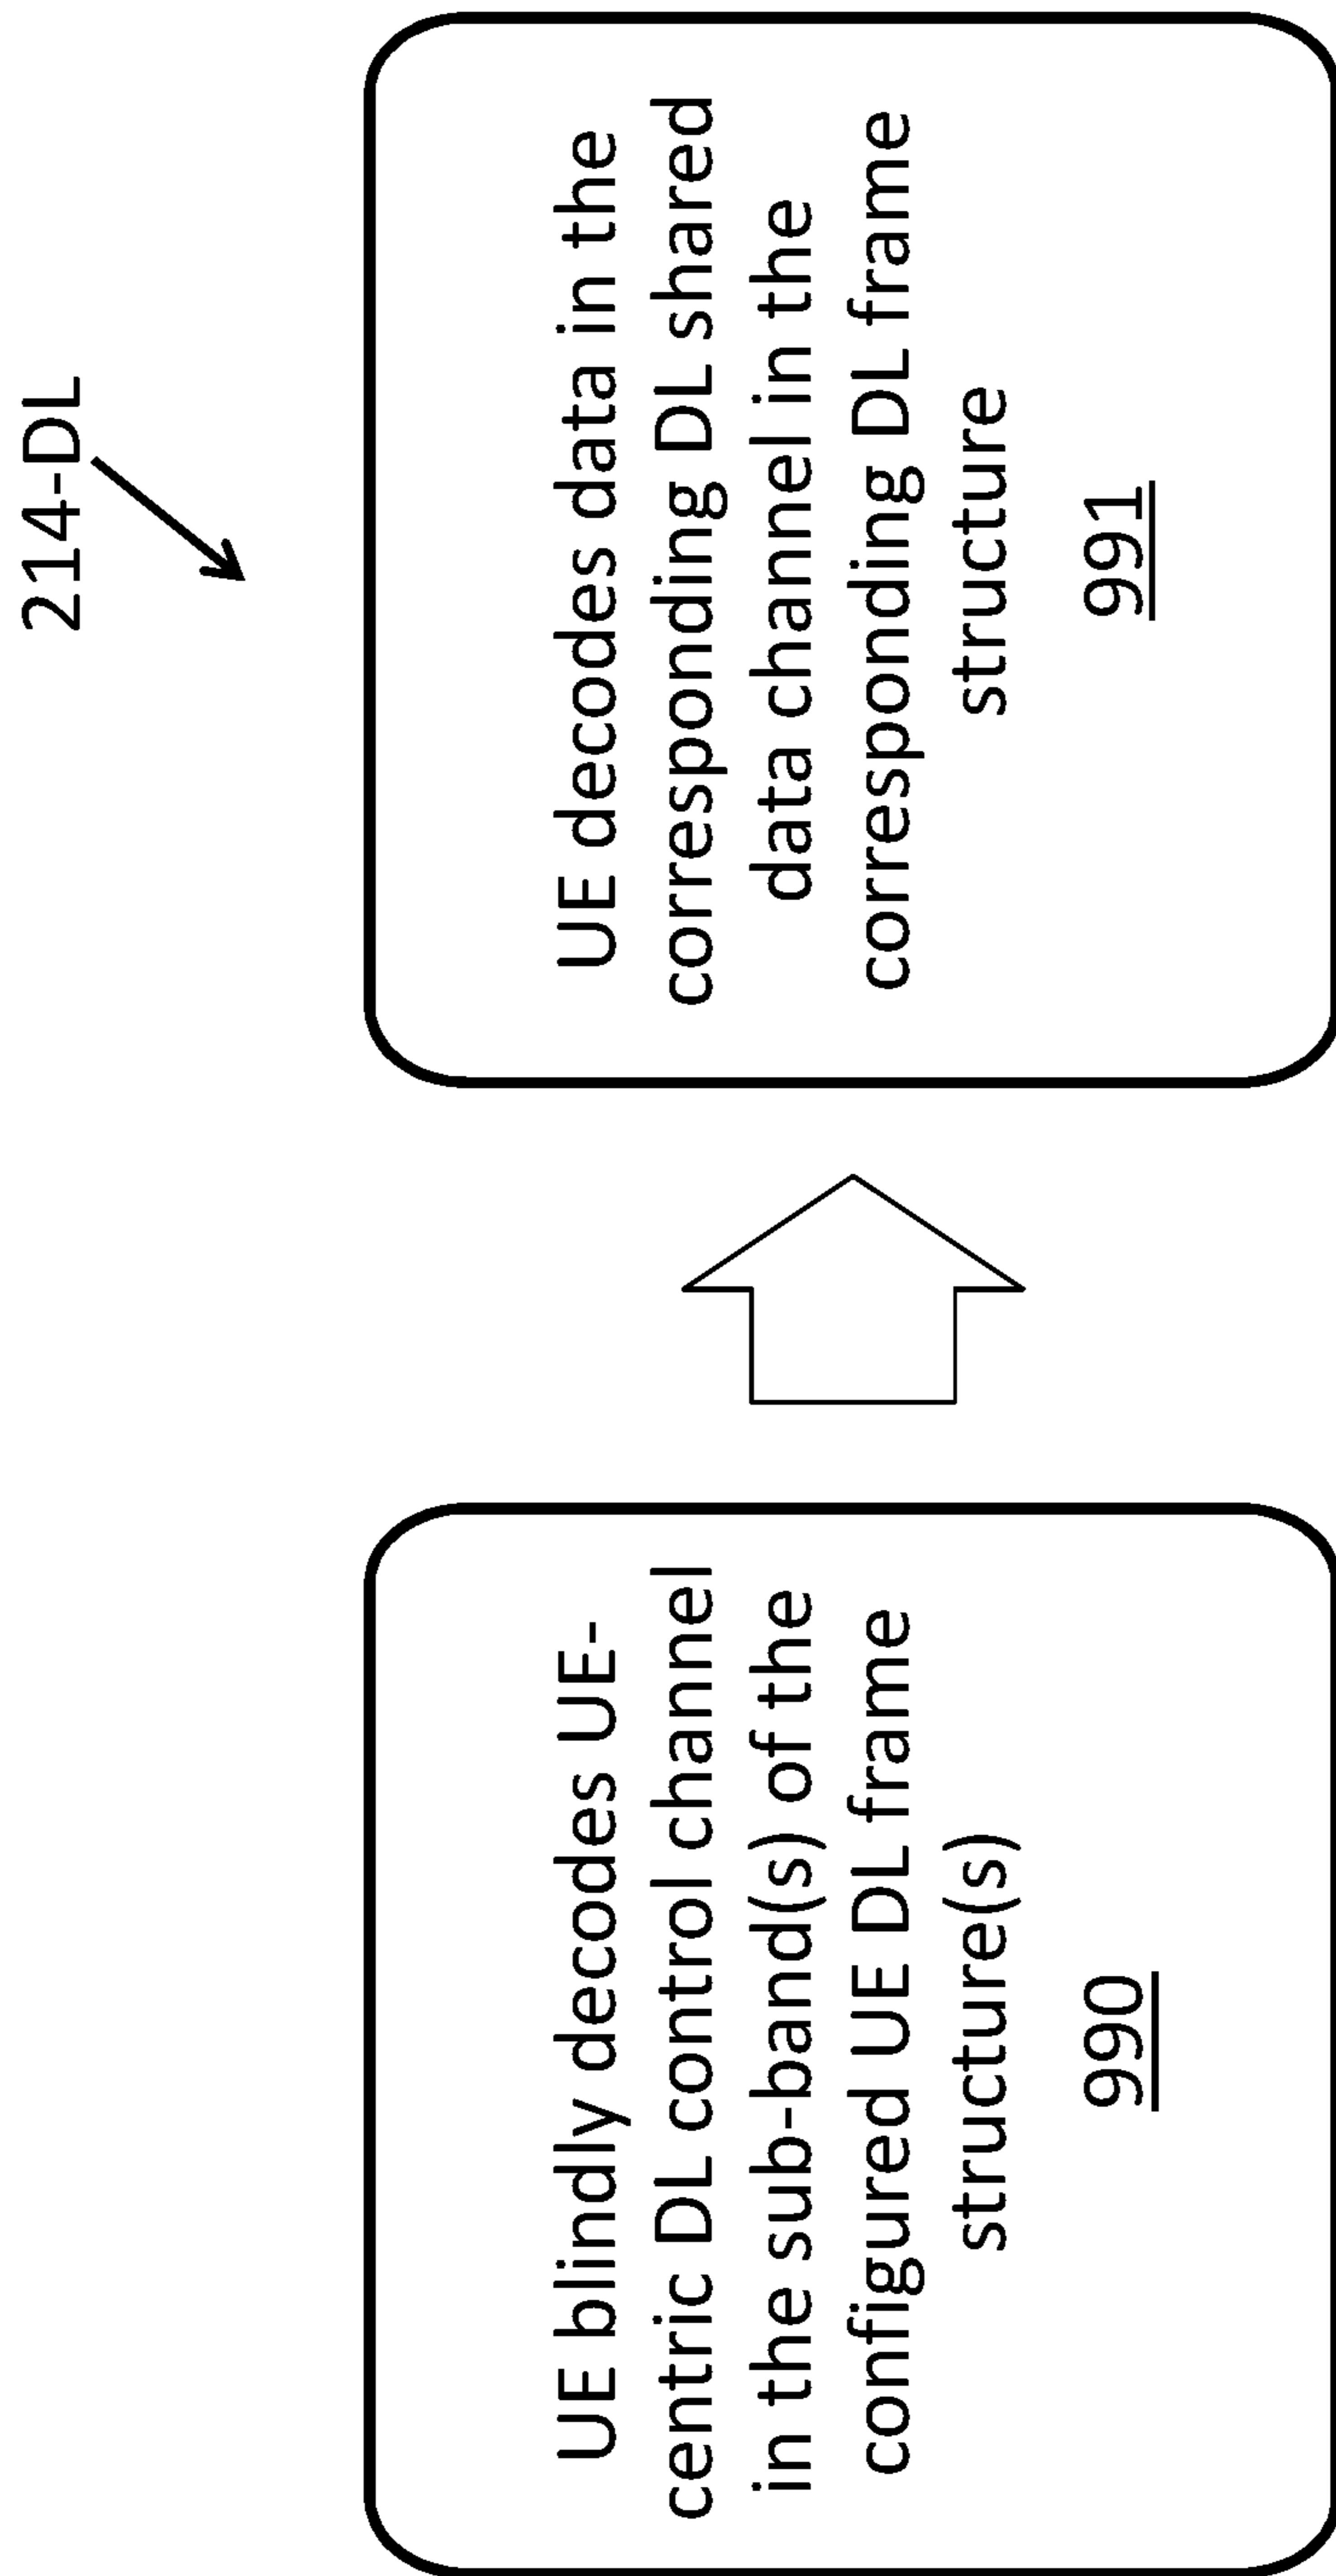 214-DL
UE blindly decodes UE-
centric DL control channel
in the sub-band(s) of the
configured UE DL frame
structure(s)
990
UE decodes data in the
corresponding DL shared
data channel in the
corresponding DL frame
structure
991